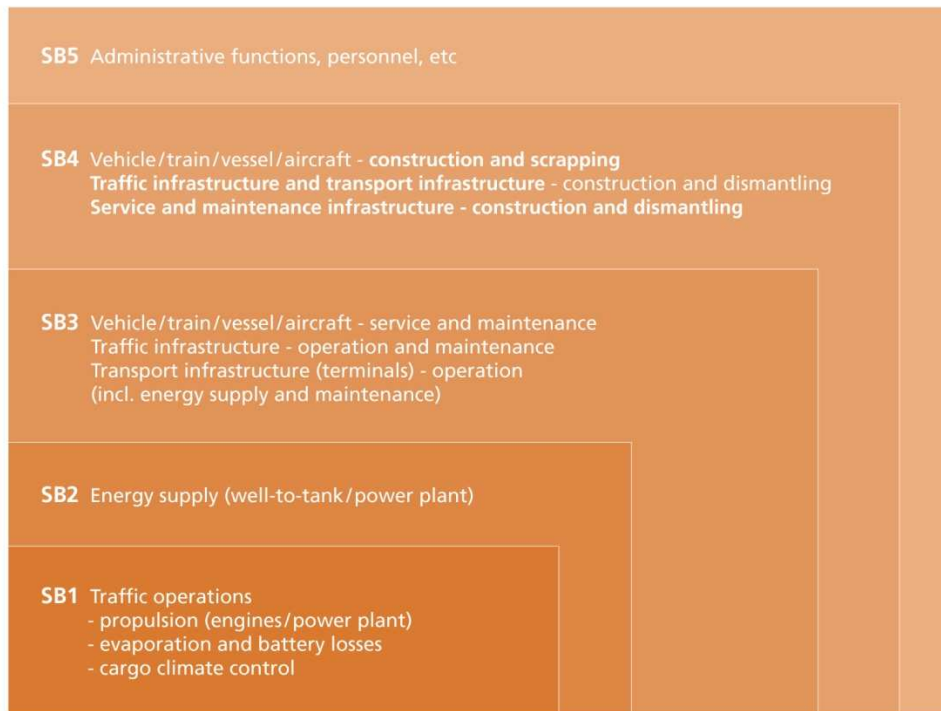 SB5 Administrative functions, personnel, etc
SB4 Vehicle/train/vessel/aircraft - construction and scrapping
Traffic infrastructure and transport infrastructure - construction and dismantling
Service and maintenance infrastructure - construction and dismantling
SB3 Vehicle/train/vessel/aircraft - service and maintenance
Traffic infrastructure - operation and maintenance
Transport infrastructure (terminals) - operation
(incl. energy supply and maintenance)
SB2 Energy supply (well-to-tank/power plant)
SB1 Traffic operations
- propulsion (engines/power plant)
- evaporation and battery losses
- cargo climate control